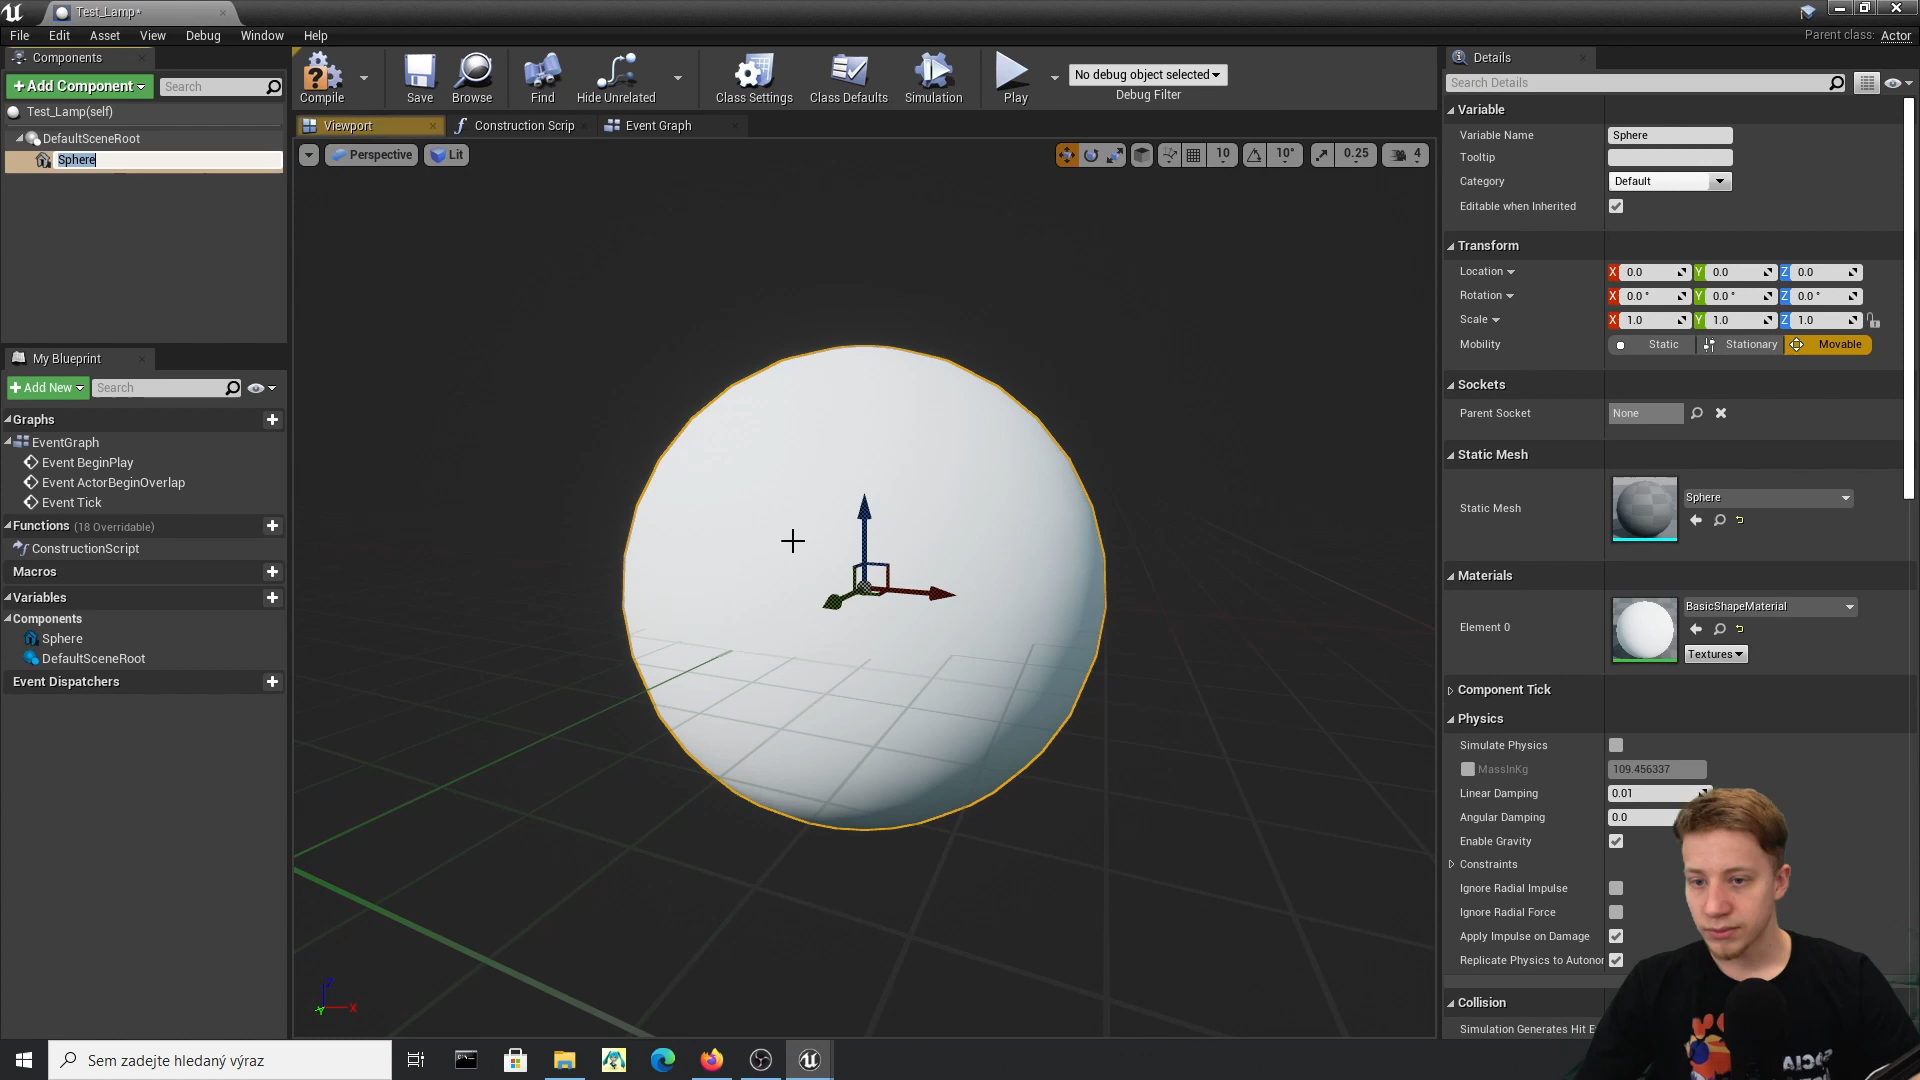 Test_Lamp*
File Edit Asset View Debug Window Help
Parent class: Actor
Components
+ Add Component
Search
Test_Lamp(self)
DefaultSceneRoot
Sphere
My Blueprint
+ Add New
Search
Graphs
EventGraph
Event BeginPlay
Event ActorBeginOverlap
Event Tick
Functions (18 Overridable)
ConstructionScript
Macros
Variables
Components
Sphere
DefaultSceneRoot
Event Dispatchers
Compile
Save
Browse
Find
Hide Unrelated
Class Settings
Class Defaults
Simulation
Play
No debug object selected
Debug Filter
Viewport
Construction Scrip
Event Graph
Perspective
Lit
10
10°
0.25
4
Z
X
Y
Details
Search Details
Variable
Variable Name Sphere
Tooltip
Category Default
Editable when Inherited
Transform
Location X 0.0 Y 0.0 Z 0.0
Rotation X 0.0 ° Y 0.0 ° Z 0.0 °
Scale X 1.0 Y 1.0 Z 1.0
Mobility Static Stationary Movable
Sockets
Parent Socket None
Static Mesh
Static Mesh Sphere
Materials
Element 0 BasicShapeMaterial
Textures
Component Tick
Physics
Simulate Physics
MassInKg 109.456337
Linear Damping 0.01
Angular Damping 0.0
Enable Gravity
Constraints
Ignore Radial Impulse
Ignore Radial Force
Apply Impulse on Damage
Replicate Physics to Autonor
Collision
Simulation Generates Hit E
Sem zadejte hledaný výraz